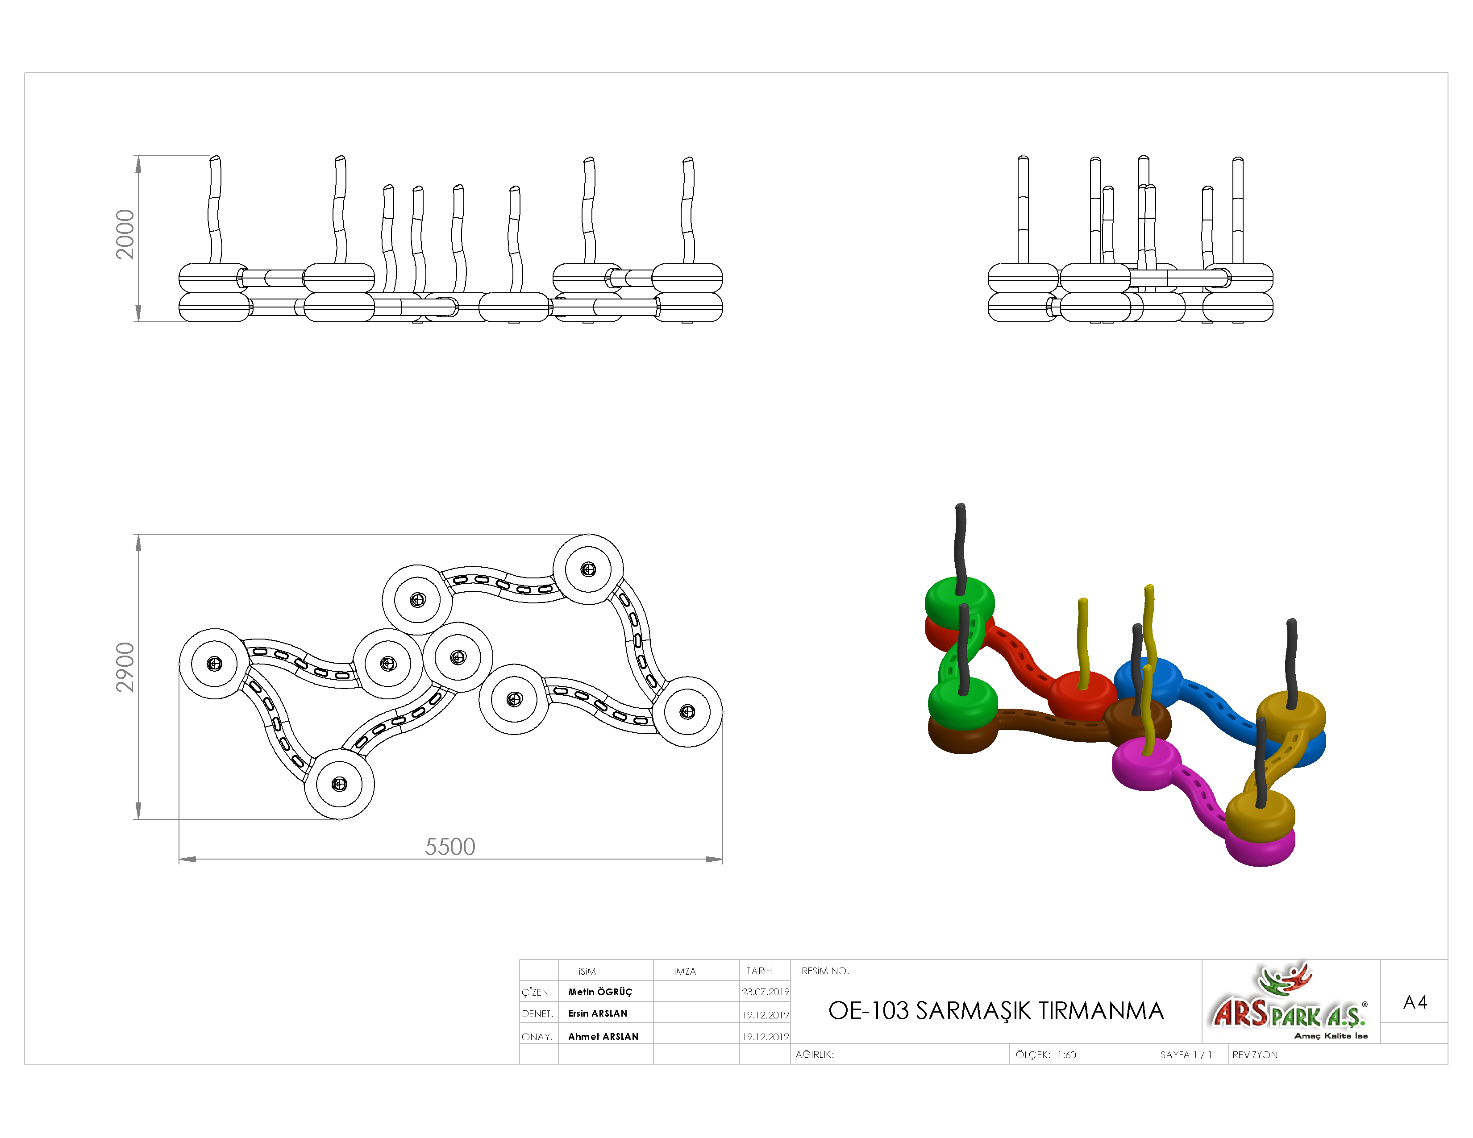 2000
2900
5500
İSİM
İMZA
TARİH
RESİM NO.
ÇİZEN
Metin ÖGRÜÇ
23.07.2019
DENET.
Ersin ARSLAN
19.12.2019
ONAY.
Ahmet ARSLAN
19.12.2019
OE-103 SARMAŞIK TIRMANMA
ARSPARK A.Ş.®
Amaç Kalite İse
A4
AĞIRLIK:
ÖLÇEK: 1:60
SAYFA 1 / 1
REVİZYON